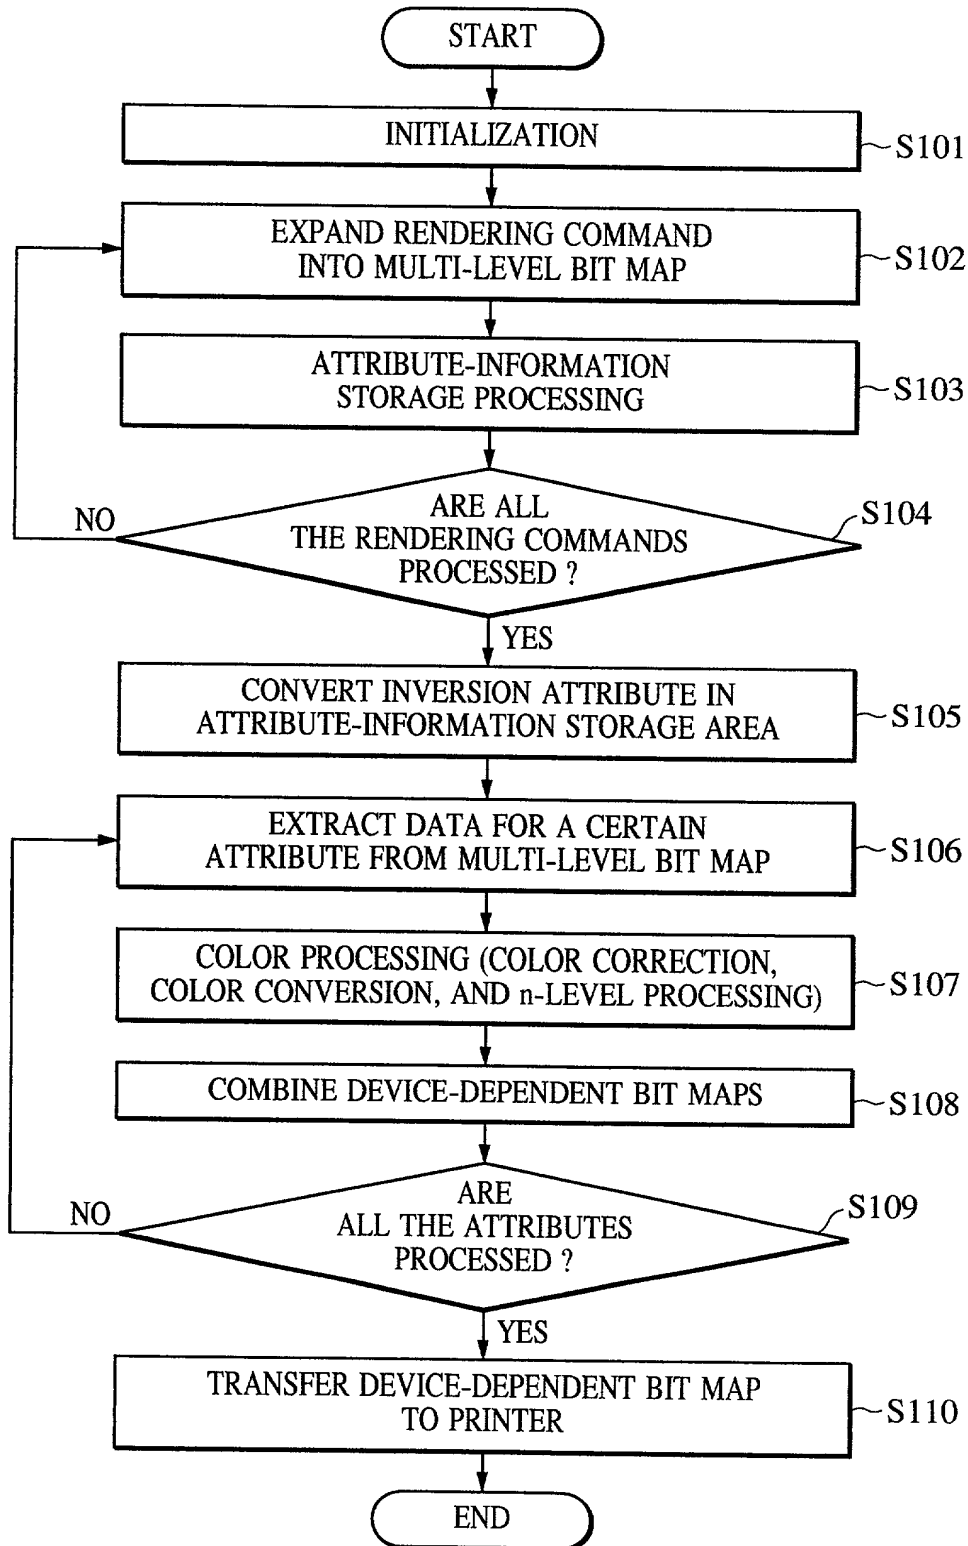 START
INITIALIZATION
S101
EXPAND RENDERING COMMAND
INTO MULTI-LEVEL BIT MAP
S102
ATTRIBUTE-INFORMATION
STORAGE PROCESSING
S103
ARE ALL
THE RENDERING COMMANDS
PROCESSED ?
S104
NO
YES
CONVERT INVERSION ATTRIBUTE IN
ATTRIBUTE-INFORMATION STORAGE AREA
S105
EXTRACT DATA FOR A CERTAIN
ATTRIBUTE FROM MULTI-LEVEL BIT MAP
S106
COLOR PROCESSING (COLOR CORRECTION,
COLOR CONVERSION, AND n-LEVEL PROCESSING)
S107
COMBINE DEVICE-DEPENDENT BIT MAPS
S108
ARE
ALL THE ATTRIBUTES
PROCESSED ?
S109
NO
YES
TRANSFER DEVICE-DEPENDENT BIT MAP
TO PRINTER
S110
END